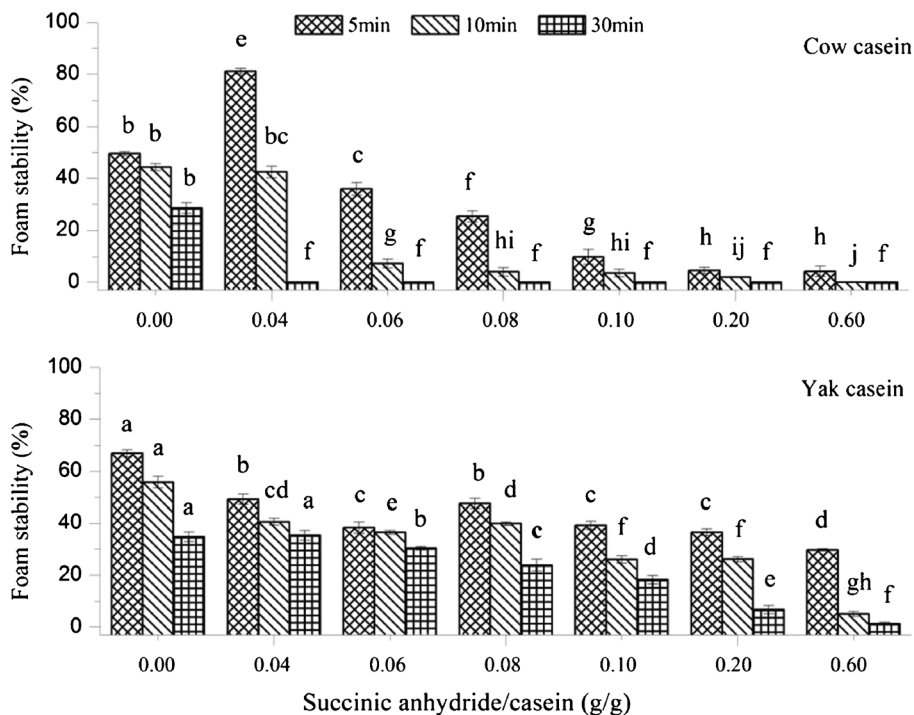 100
5min 10min 30min
Cow casein
e
80
Foam stability (%)
60
b b bc
c
b
40
f
g
20
g hi hi h ij h
f f f f f j f
0
0.00 0.04 0.06 0.08 0.10 0.20 0.60
100
Yak casein
80
a
Foam stability (%)
a
60
b b
cd d
c e c c
40
a a b c f f d
d
20
e gh
f
0
0.00 0.04 0.06 0.08 0.10 0.20 0.60
Succinic anhydride/casein (g/g)